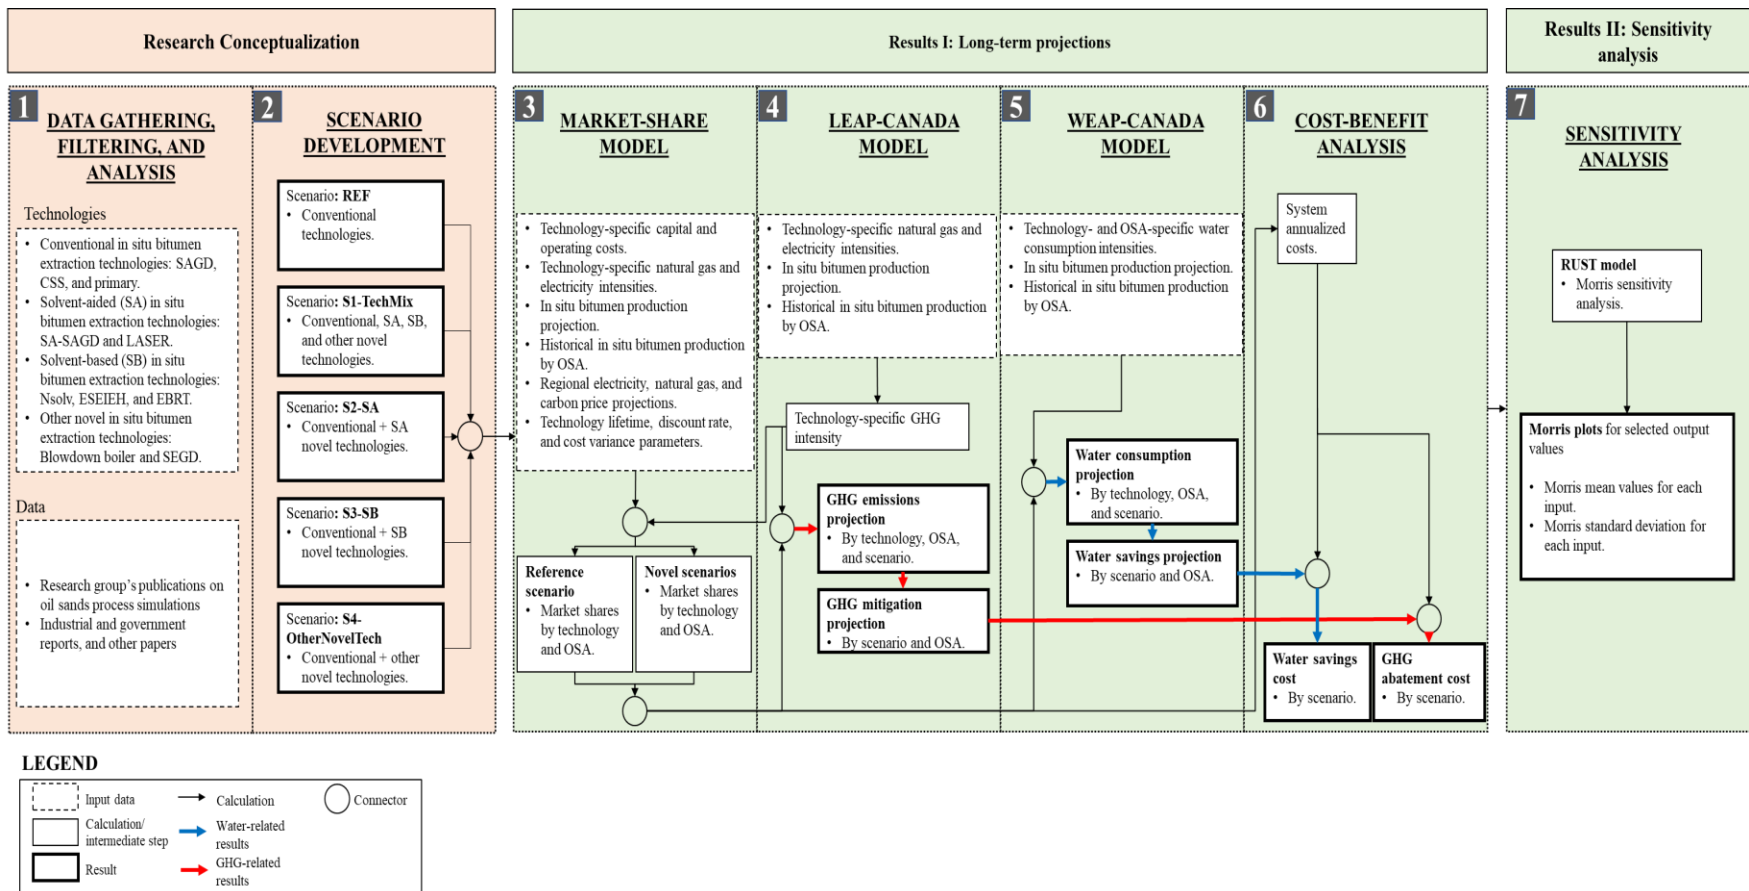 Research Conceptualization
Results I: Long-term projections
Results II: Sensitivity
analysis
1
DATA GATHERING,
FILTERING, AND
ANALYSIS
Technologies
• Conventional in situ bitumen
extraction technologies: SAGD,
CSS, and primary.
• Solvent-aided (SA) in situ
bitumen extraction technologies:
SA-SAGD and LASER.
• Solvent-based (SB) in situ
bitumen extraction technologies:
Nsolv, ESEIEH, and EBRT.
• Other novel in situ bitumen
extraction technologies:
Blowdown boiler and SEGD.
Data
• Research group's publications on
oil sands process simulations
• Industrial and government
reports, and other papers
2
SCENARIO
DEVELOPMENT
Scenario: REF
• Conventional
technologies.
Scenario: S1-TechMix
• Conventional, SA, SB,
and other novel
technologies.
Scenario: S2-SA
• Conventional + SA
novel technologies.
Scenario: S3-SB
• Conventional + SB
novel technologies.
Scenario: S4-
OtherNovelTech
• Conventional + other
novel technologies.
3
MARKET-SHARE
MODEL
• Technology-specific capital and
operating costs.
• Technology-specific natural gas and
electricity intensities.
• In situ bitumen production
projection.
• Historical in situ bitumen production
by OSA.
• Regional electricity, natural gas, and
carbon price projections.
• Technology lifetime, discount rate,
and cost variance parameters.
Reference
scenario
• Market shares
by technology
and OSA.
Novel scenarios
• Market shares
by technology
and OSA.
4
LEAP-CANADA
MODEL
• Technology-specific natural gas and
electricity intensities.
• In situ bitumen production
projection.
• Historical in situ bitumen production
by OSA.
Technology-specific GHG
intensity
GHG emissions
projection
• By technology, OSA,
and scenario.
GHG mitigation
projection
• By scenario and OSA.
5
WEAP-CANADA
MODEL
• Technology- and OSA-specific water
consumption intensities.
• In situ bitumen production projection.
• Historical in situ bitumen production
by OSA.
Water consumption
projection
• By technology, OSA,
and scenario.
Water savings projection
• By scenario and OSA.
6
COST-BENEFIT
ANALYSIS
System
annualized
costs.
Water savings
cost
• By scenario.
GHG
abatement cost
• By scenario.
7
SENSITIVITY
ANALYSIS
RUST model
• Morris sensitivity
analysis.
Morris plots for selected output
values
• Morris mean values for each
input.
• Morris standard deviation for
each input.
LEGEND
Input data
Calculation/
intermediate step
Result
Calculation
Water-related
results
GHG-related
results
Connector